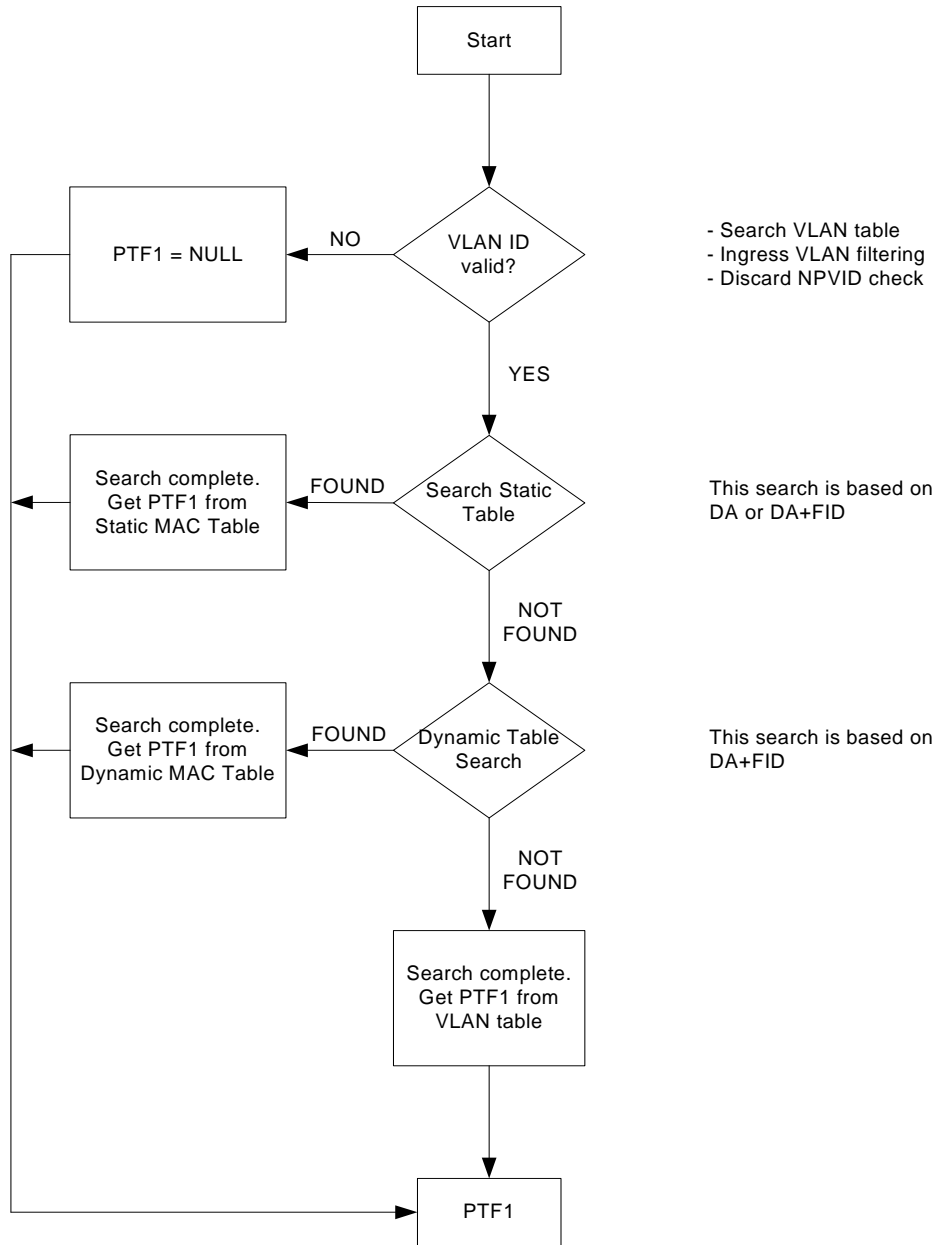 Start
VLAN ID
valid?
NO
PTF1 = NULL
- Search VLAN table
- Ingress VLAN filtering
- Discard NPVID check
YES
Search Static
Table
FOUND
Search complete.
Get PTF1 from
Static MAC Table
This search is based on
DA or DA+FID
NOT
FOUND
Dynamic Table
Search
FOUND
Search complete.
Get PTF1 from
Dynamic MAC Table
This search is based on
DA+FID
NOT
FOUND
Search complete.
Get PTF1 from
VLAN table
PTF1